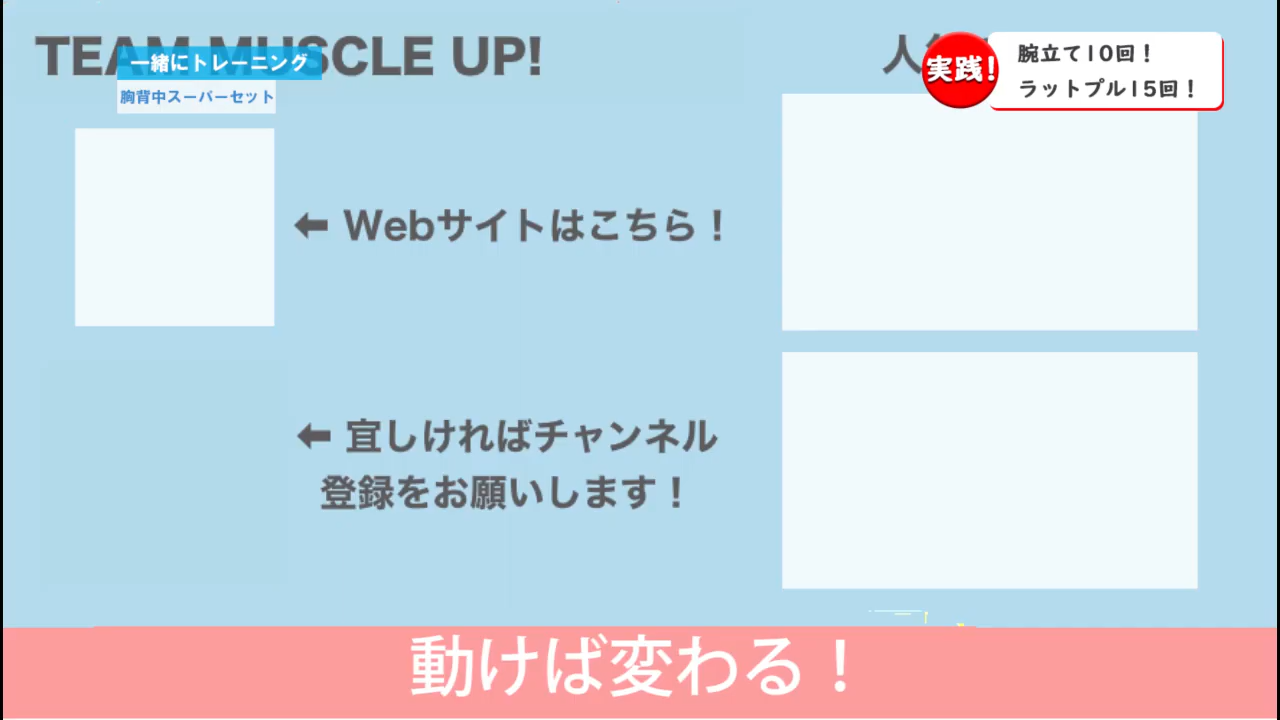 TEAM MUSCLE UP!
一緒にトレーニング
胸背中スーパーセット
人
実践!
腕立て10回！
ラットプル15回！
⬅ Webサイトはこちら！
⬅ 宜しければチャンネル
登録をお願いします！
動けば変わる！